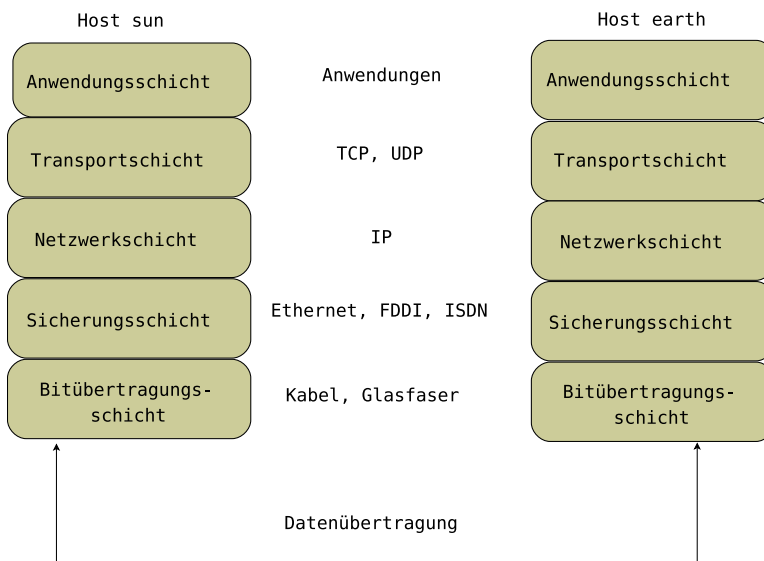 Host sun
Host earth
Anwendungsschicht
Anwendungen
Anwendungsschicht
Transportschicht
TCP, UDP
Transportschicht
Netzwerkschicht
IP
Netzwerkschicht
Sicherungsschicht
Ethernet, FDDI, ISDN
Sicherungsschicht
Bitübertragungs-
schicht
Kabel, Glasfaser
Bitübertragungs-
schicht
Datenübertragung